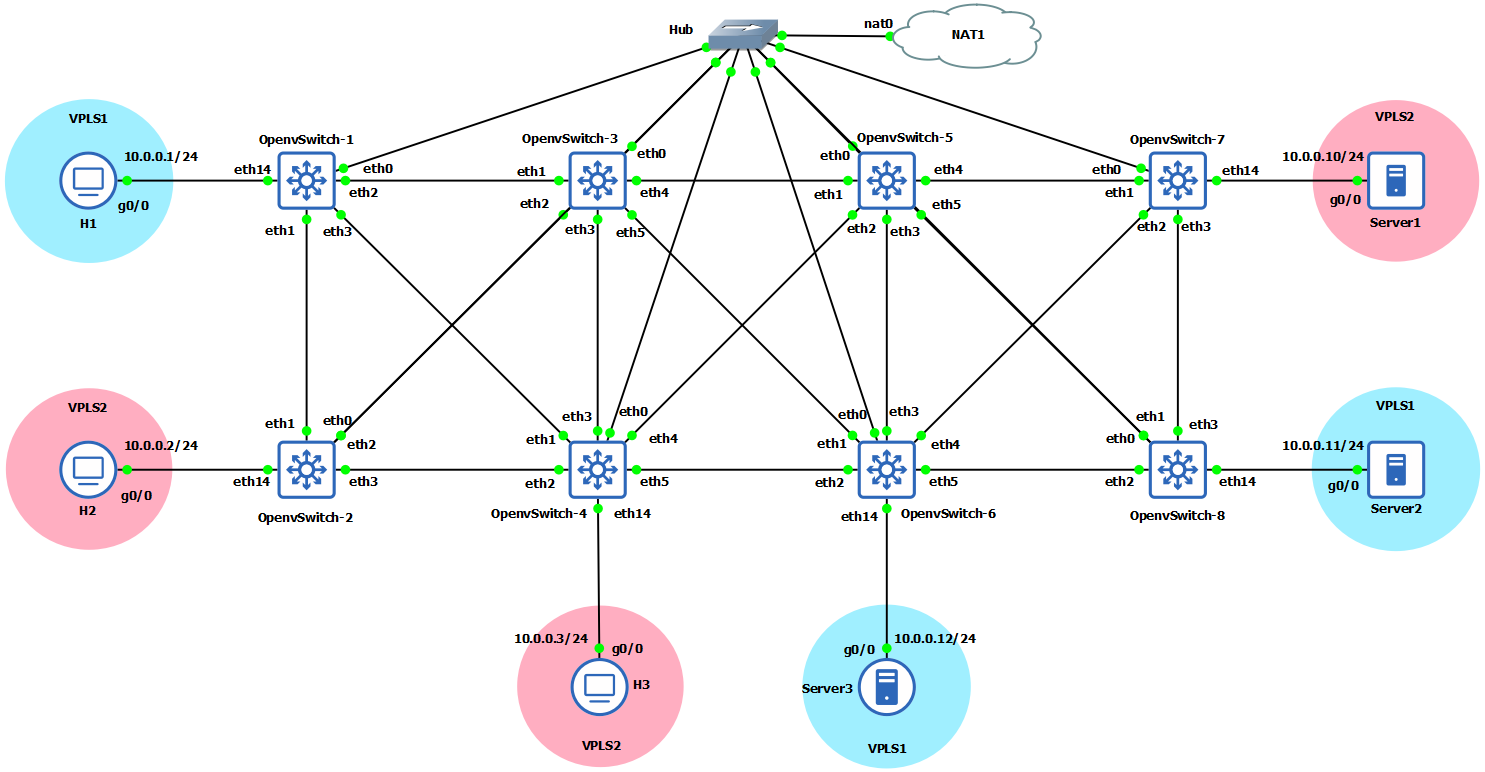 Hub
nat0
NAT1
VPLS1
10.0.0.1/24
g0/0
H1
OpenvSwitch-1
eth14
eth0
eth2
eth1
eth3
OpenvSwitch-3
eth0
eth1
eth4
eth2
eth3
eth5
OpenvSwitch-5
eth0
eth4
eth1
eth5
eth2
eth3
OpenvSwitch-7
eth0
eth14
eth1
eth2
eth3
VPLS2
10.0.0.10/24
g0/0
Server1
VPLS2
10.0.0.2/24
g0/0
H2
eth1
eth0
eth2
eth14
eth3
OpenvSwitch-2
eth3
eth0
eth1
eth4
eth2
eth5
OpenvSwitch-4
eth14
eth0
eth3
eth1
eth4
eth2
eth5
eth14
OpenvSwitch-6
eth1
eth3
eth0
eth2
eth14
OpenvSwitch-8
VPLS1
10.0.0.11/24
g0/0
Server2
10.0.0.3/24
g0/0
H3
VPLS2
10.0.0.12/24
g0/0
Server3
VPLS1